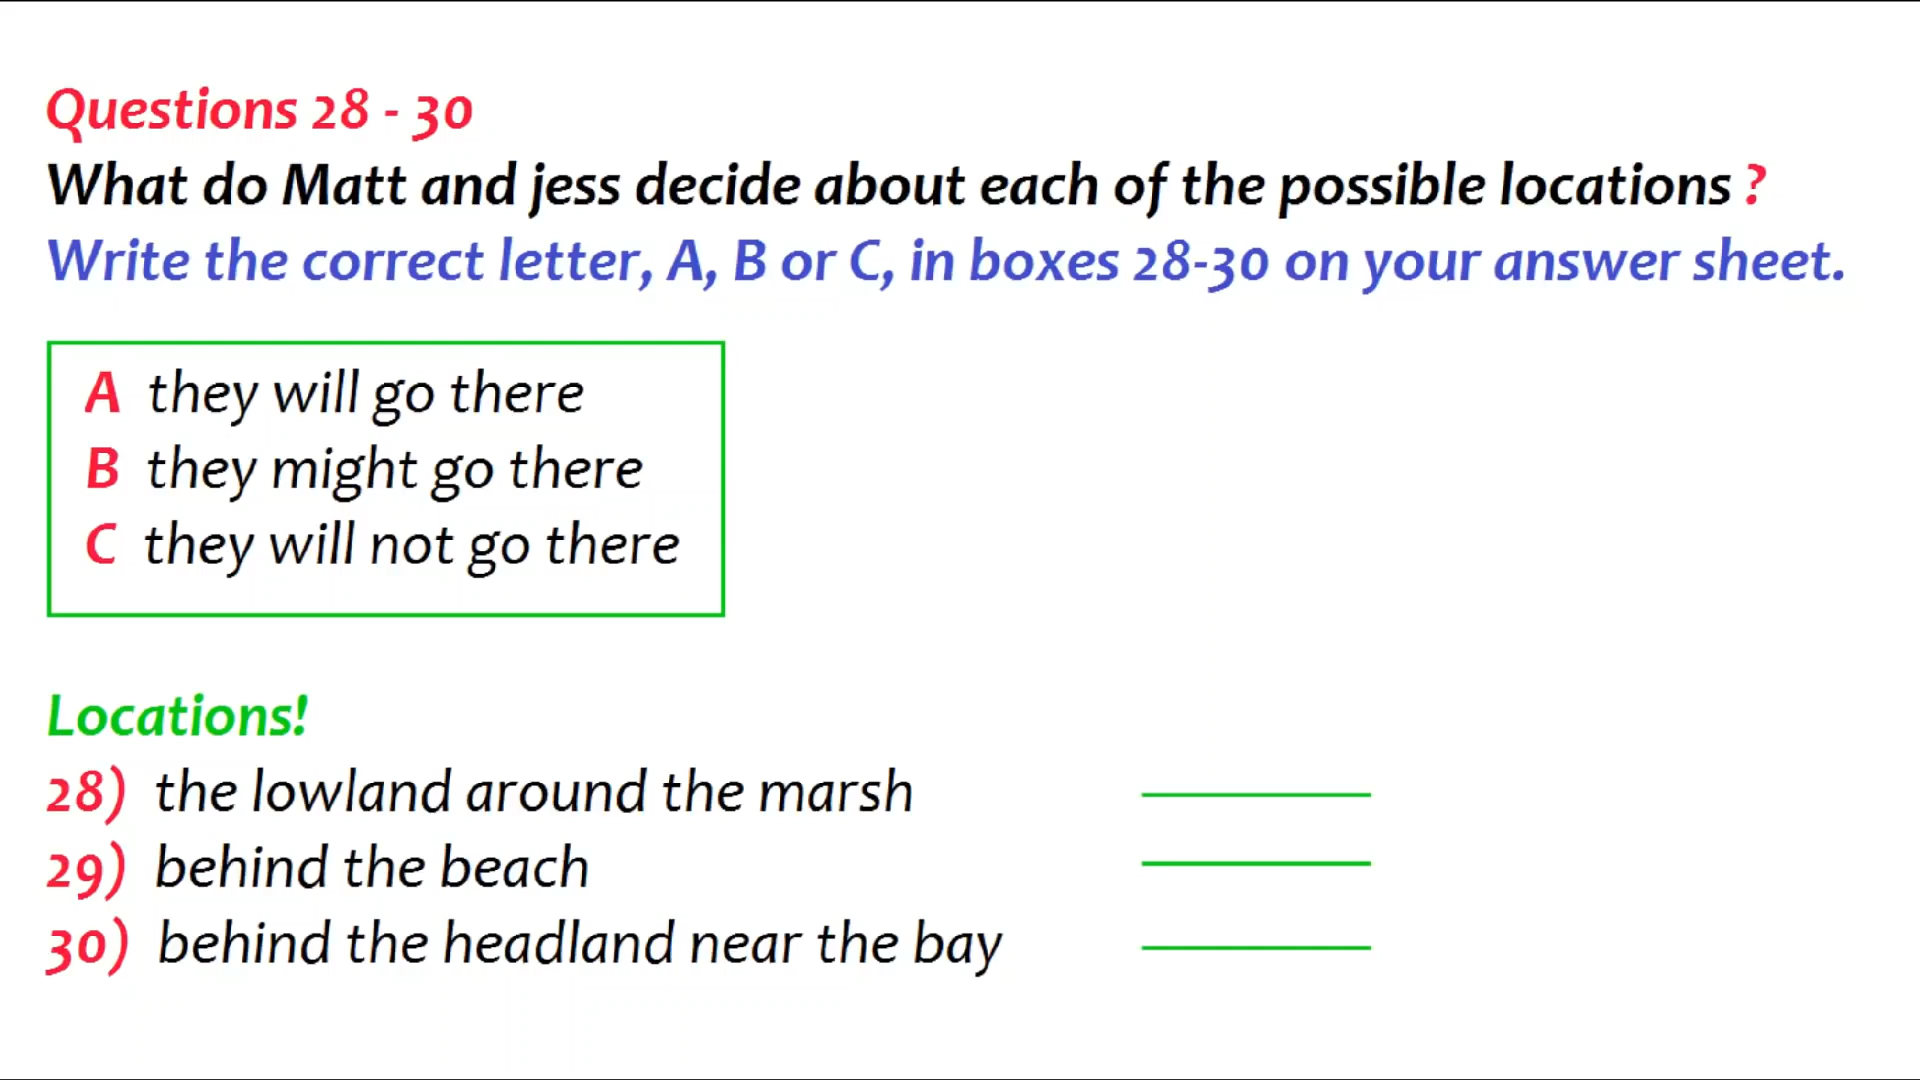 Questions 28 - 30
What do Matt and jess decide about each of the possible locations ?
Write the correct letter, A, B or C, in boxes 28-30 on your answer sheet.
A they will go there
B they might go there
C they will not go there
Locations!
28) the lowland around the marsh
29) behind the beach
30) behind the headland near the bay